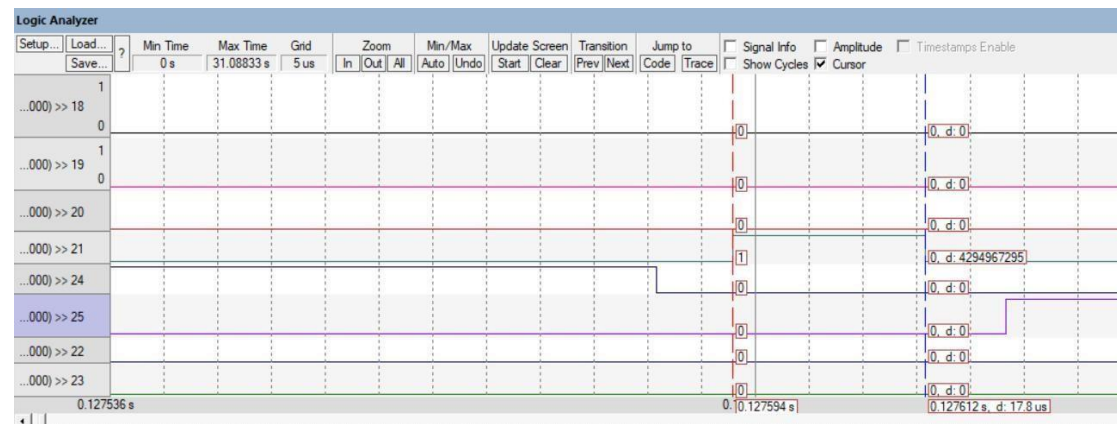 Logic Analyzer
Setup... Load... ? Min Time Max Time Grid Zoom Min/Max Update Screen Transition Jump to Signal Info Amplitude Timestamps Enable
Save... 0 s 31.08833 s 5 us In Out All Auto Undo Start Clear Prev Next Code Trace Show Cycles Cursor
1
...000) >> 18
0 0 0, d: 0
1
...000) >> 19
0 0 0, d: 0
...000) >> 20 0 0, d: 0
...000) >> 21 1 0, d: 4294967295
...000) >> 24 0 0, d: 0
...000) >> 25 0 0, d: 0
...000) >> 22 0 0, d: 0
...000) >> 23 0 0, d: 0
0.127536 s 0.127594 s 0.127612 s, d: 17.8 us